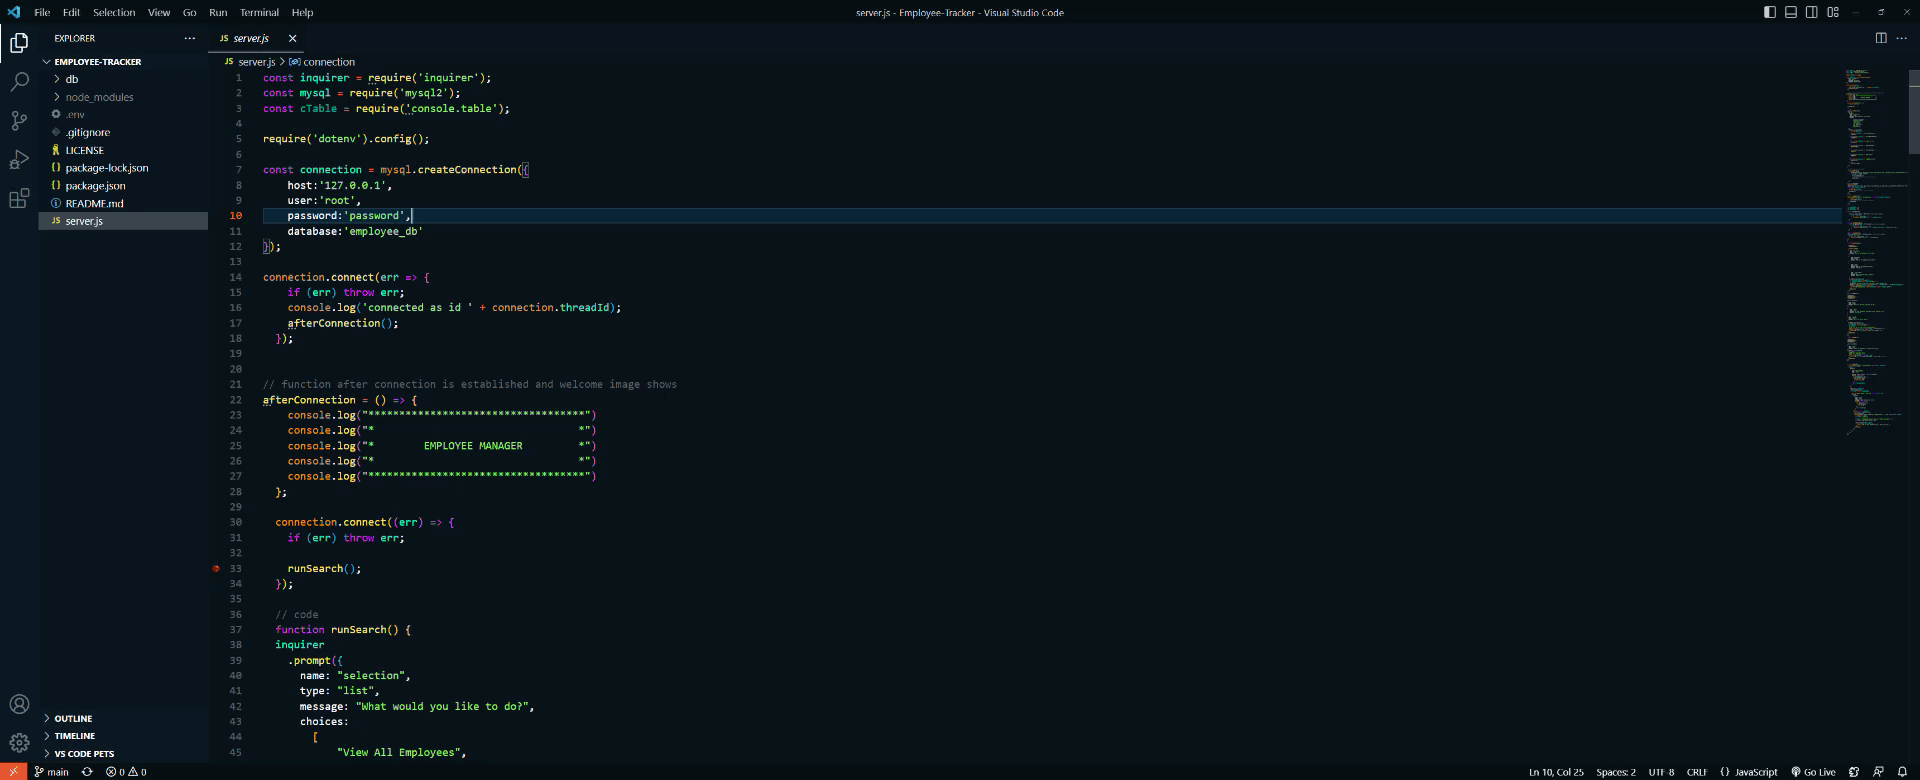 File Edit Selection View Go Run Terminal Help
server.js - Employee-Tracker - Visual Studio Code
EXPLORER
EMPLOYEE-TRACKER
db
node_modules
.env
.gitignore
LICENSE
package-lock.json
package.json
README.md
JS server.js
OUTLINE
TIMELINE
VS CODE PETS
JS server.js
JS server.js > connection
1 const inquirer = require('inquirer');
2 const mysql = require('mysql2');
3 const cTable = require('console.table');
4
5 require('dotenv').config();
6
7 const connection = mysql.createConnection({
8 host:'127.0.0.1',
9 user:'root',
10 password:'password',
11 database:'employee_db'
12 });
13
14 connection.connect(err => {
15 if (err) throw err;
16 console.log('connected as id ' + connection.threadId);
17 afterConnection();
18 });
19
20
21 // function after connection is established and welcome image shows
22 afterConnection = () => {
23 console.log("***********************************")
24 console.log("*                                 *")
25 console.log("*        EMPLOYEE MANAGER         *")
26 console.log("*                                 *")
27 console.log("***********************************")
28 };
29
30 connection.connect((err) => {
31 if (err) throw err;
32
33 runSearch();
34 });
35
36 // code
37 function runSearch() {
38 inquirer
39 .prompt({
40 name: "selection",
41 type: "list",
42 message: "What would you like to do?",
43 choices:
44 [
45 "View All Employees",
main 0 0
Ln 10, Col 25 Spaces: 2 UTF-8 CRLF {} JavaScript Go Live